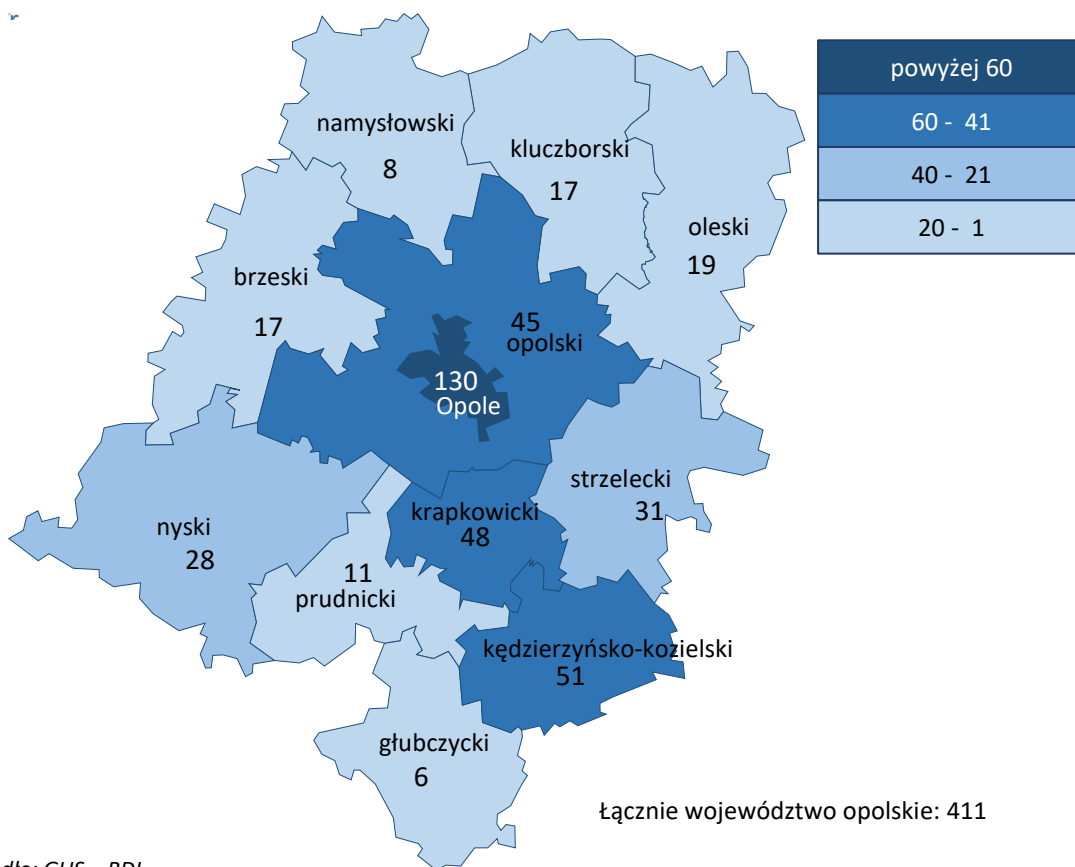 powyżej 60
60 - 41
40 - 21
20 - 1
namysłowski
8
kluczborski
17
oleski
19
brzeski
17
45
opolski
130
Opole
strzelecki
31
krapkowicki
48
nyski
28
11
prudnicki
kędzierzyńsko-kozielski
51
głubczycki
6
Łącznie województwo opolskie: 411